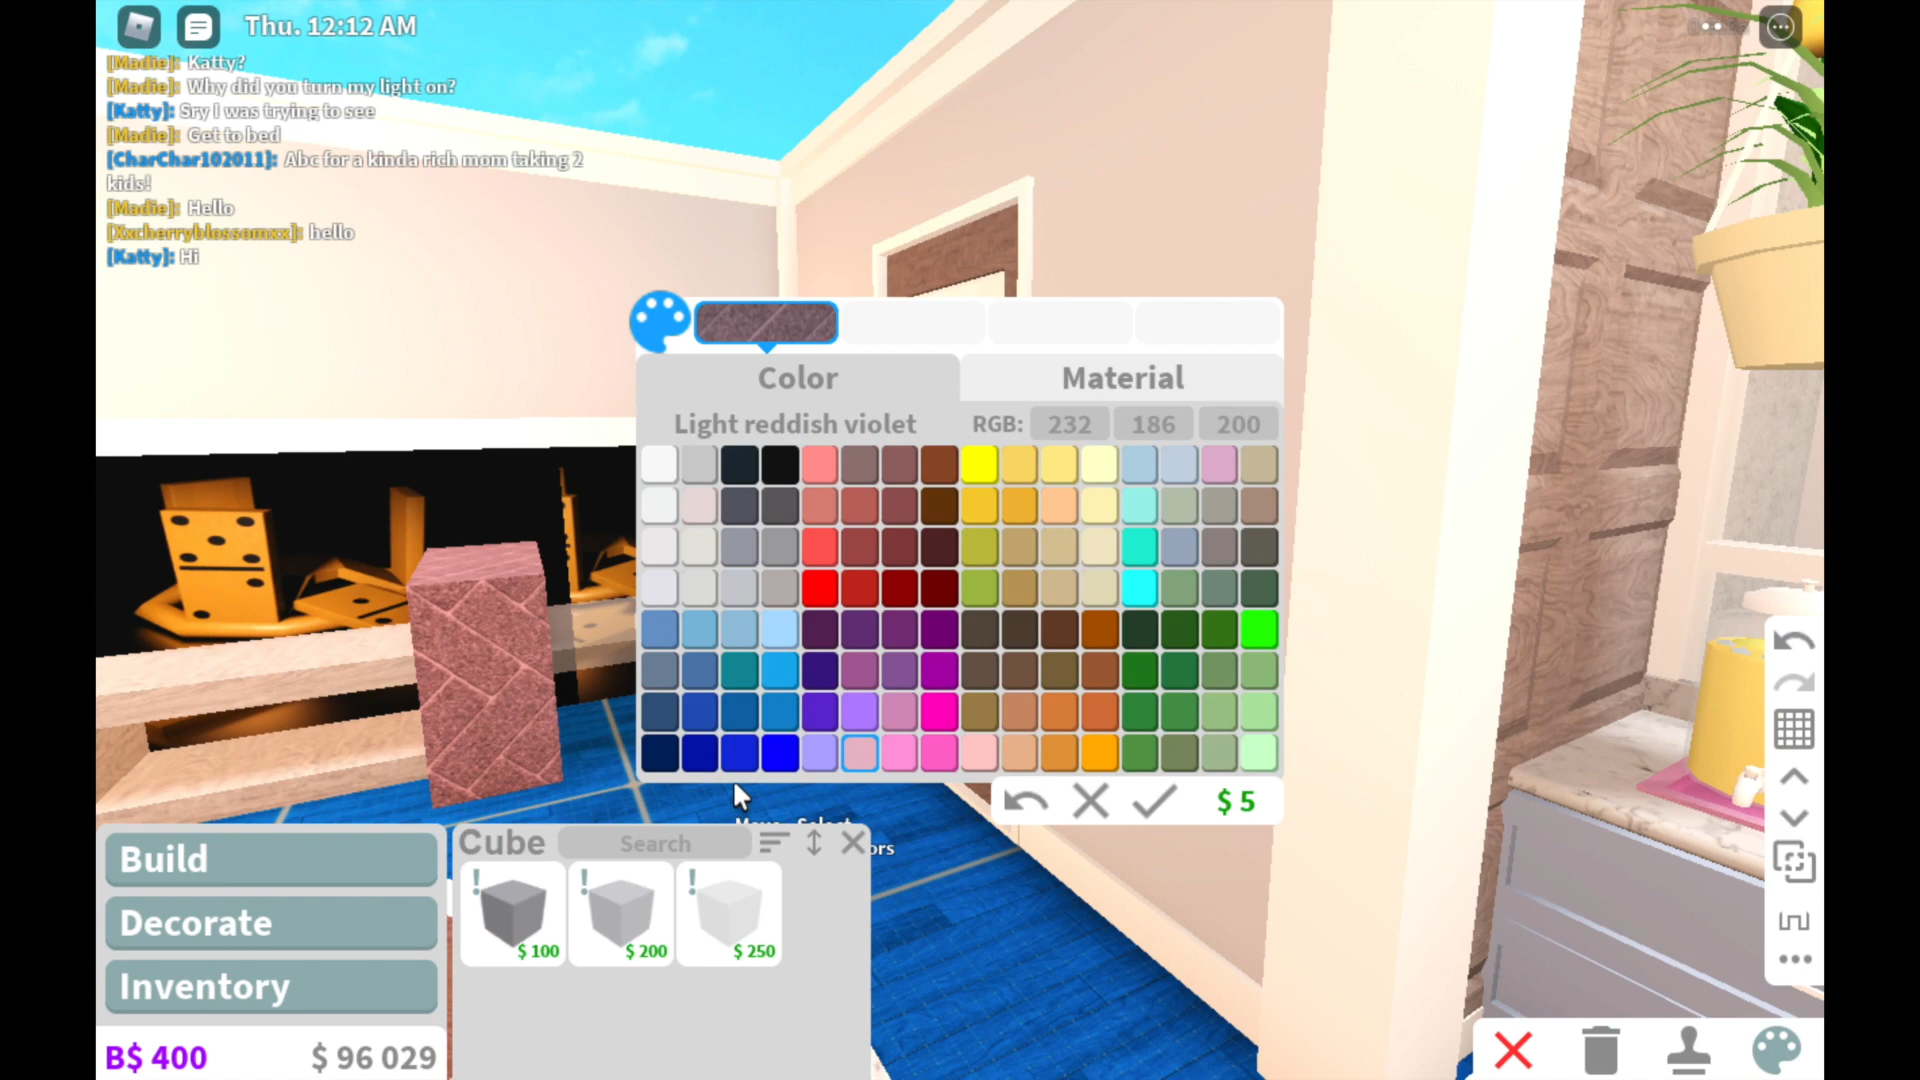 Thu. 12:12 AM
[Madie]: Katty?
[Madie]: Why did you turn my light on?
[Katty]: Sry I was trying to see
[Madie]: Get to bed
[CharChar102011]: Abc for a kinda rich mom taking 2
kids!
[Madie]: Hello
[Xxcherryblossomxx]: hello
[Katty]: Hi
Color
Material
Light reddish violet
RGB: 232 186 200
$ 5
Move Select
ors
Build
Decorate
Inventory
B$ 400
$ 96 029
Cube
Search
! $ 100
! $ 200
! $ 250